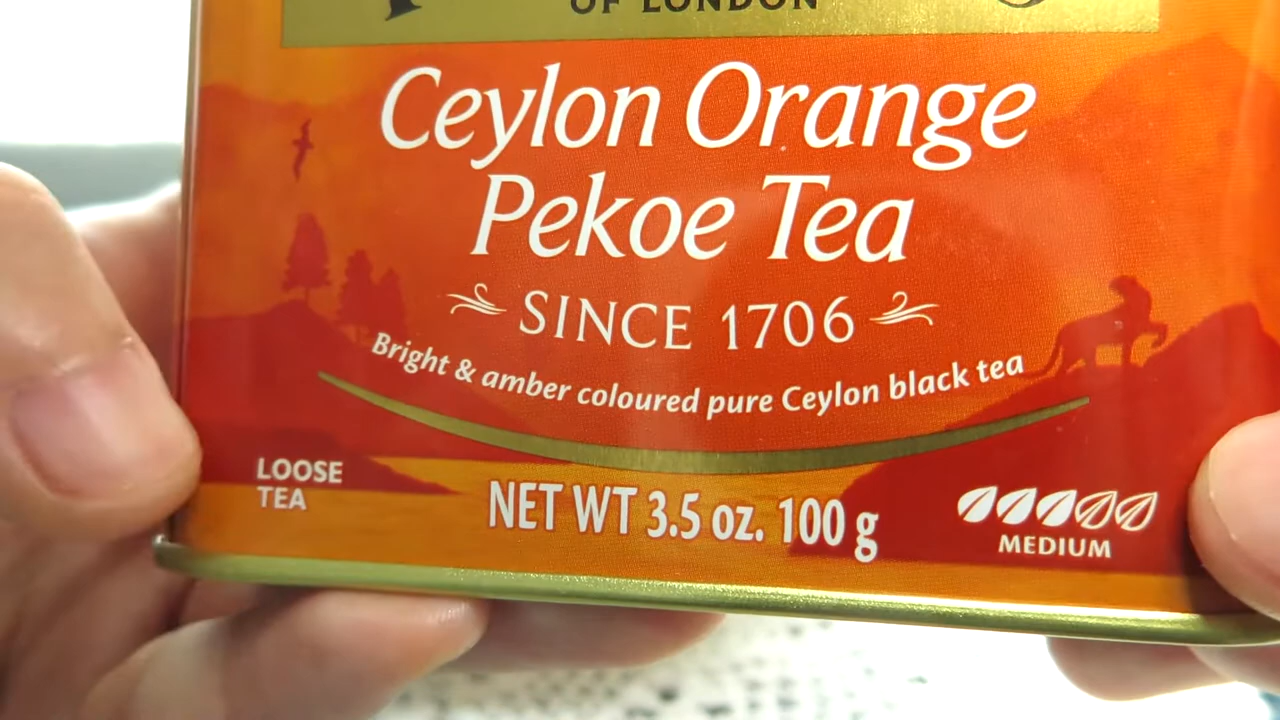 OF LONDON
Ceylon Orange
Pekoe Tea
SINCE 1706
Bright & amber coloured pure Ceylon black tea
LOOSE
TEA
NET WT 3.5 oz. 100 g
MEDIUM